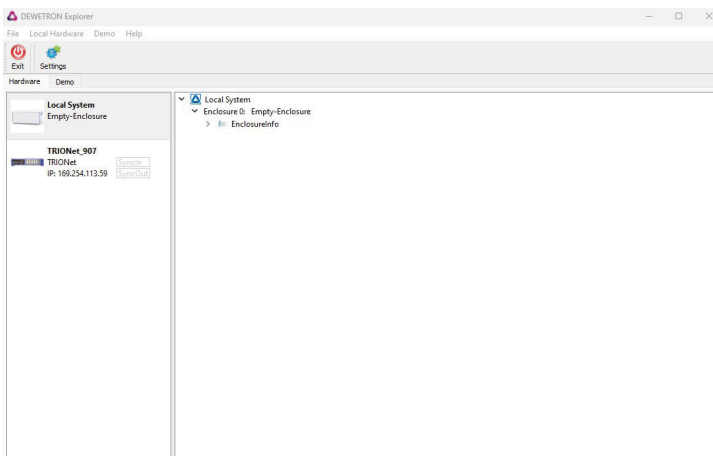 DEWETRON Explorer
File Local Hardware Demo Help
Exit Settings
Hardware Demo
Local System
Empty-Enclosure
TRIONet_907
TRIONet SyncIn
IP: 169.254.113.59 SyncOut
Local System
Enclosure 0: Empty-Enclosure
EnclosureInfo